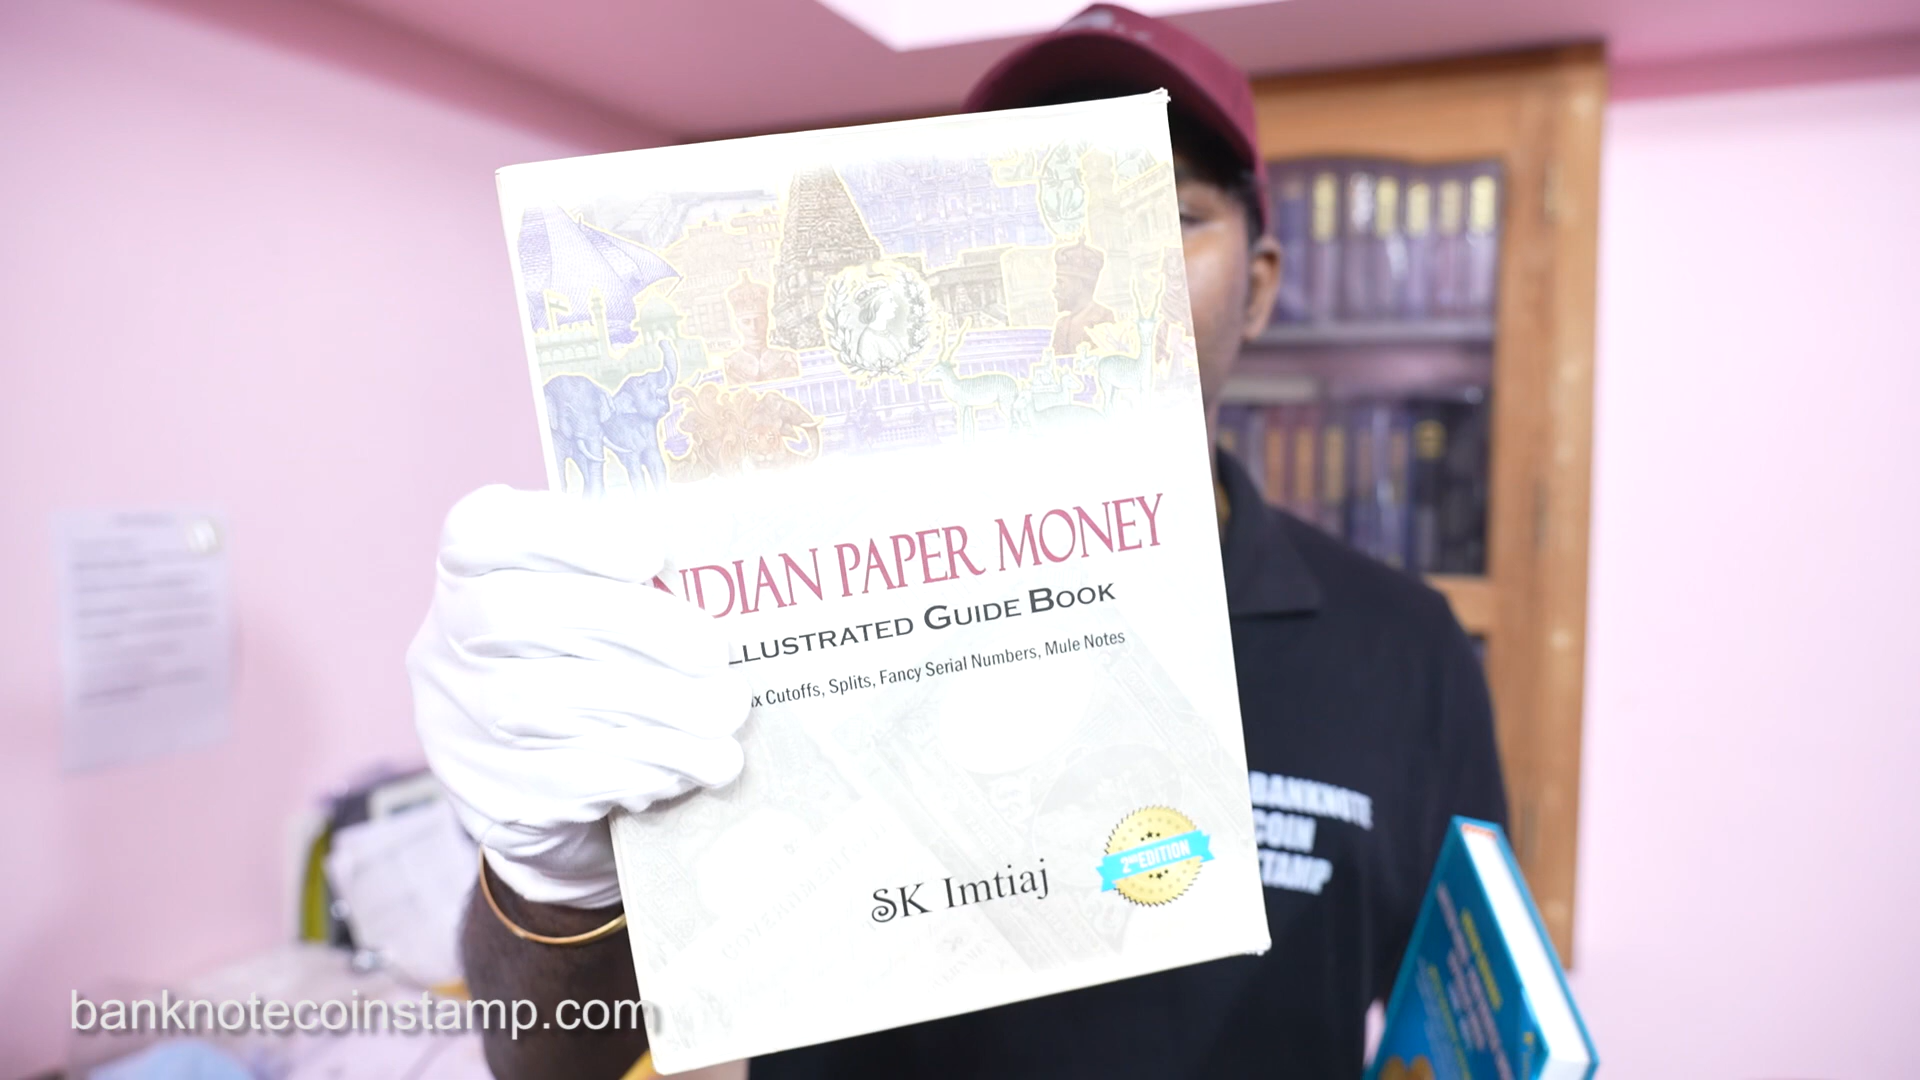 NDIAN PAPER MONEY
LLUSTRATED GUIDE BOOK
x Cutoffs, Splits, Fancy Serial Numbers, Mule Notes
2ND EDITION
SK Imtiaj
BANKNOTE
COIN
STAMP
banknotecoinstamp.com